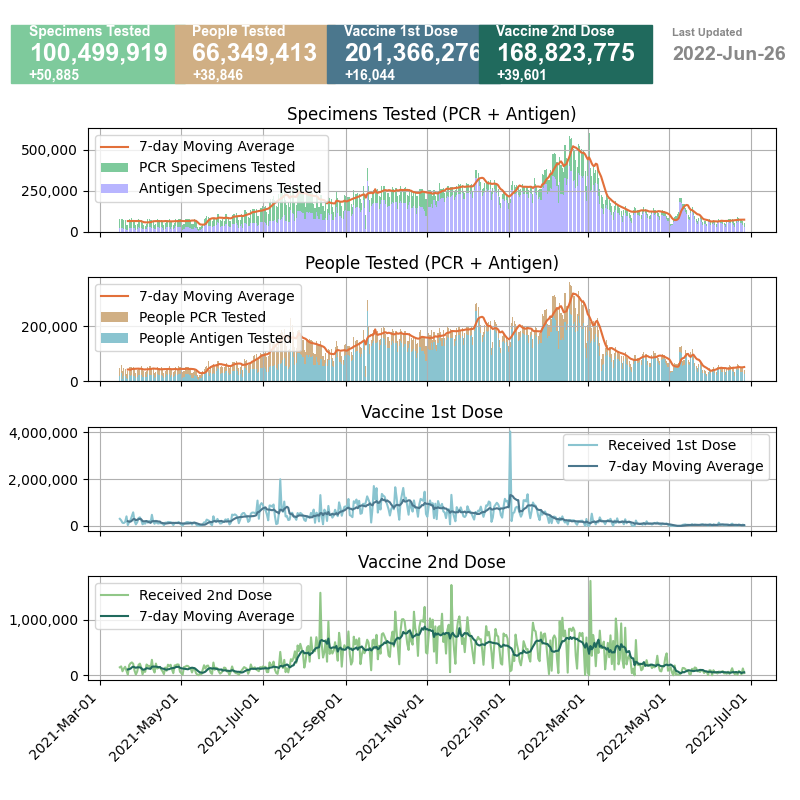 Specimens Tested
100,499,919
+50,885
People Tested
66,349,413
+38,846
Vaccine 1st Dose
201,366,276
+16,044
Vaccine 2nd Dose
168,823,775
+39,601
Last Updated
2022-Jun-26
Specimens Tested (PCR + Antigen)
500,000
250,000
0
7-day Moving Average
PCR Specimens Tested
Antigen Specimens Tested
People Tested (PCR + Antigen)
200,000
0
7-day Moving Average
People PCR Tested
People Antigen Tested
Vaccine 1st Dose
4,000,000
2,000,000
0
Received 1st Dose
7-day Moving Average
Vaccine 2nd Dose
1,000,000
0
Received 2nd Dose
7-day Moving Average
2021-Mar-01
2021-May-01
2021-Jul-01
2021-Sep-01
2021-Nov-01
2022-Jan-01
2022-Mar-01
2022-May-01
2022-Jul-01